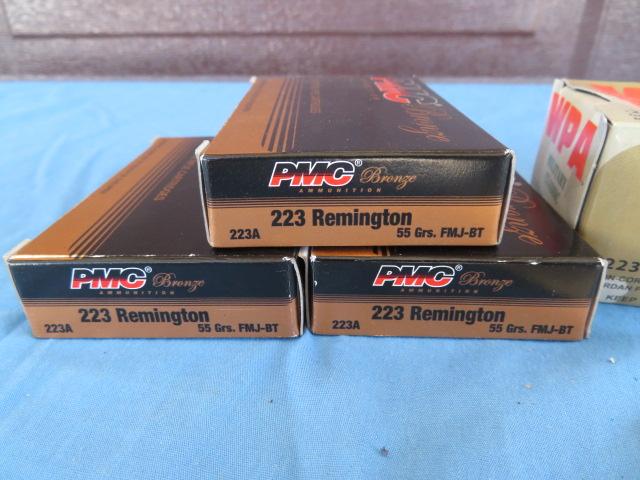 PMC® Bronze
AMMUNITION
223 Remington
223A 55 Grs. FMJ-BT
PMC® Bronze
AMMUNITION
223 Remington
223A 55 Grs. FMJ-BT
PMC® Bronze
AMMUNITION
223 Remington
223A 55 Grs. FMJ-BT
WPA
223
KEEP